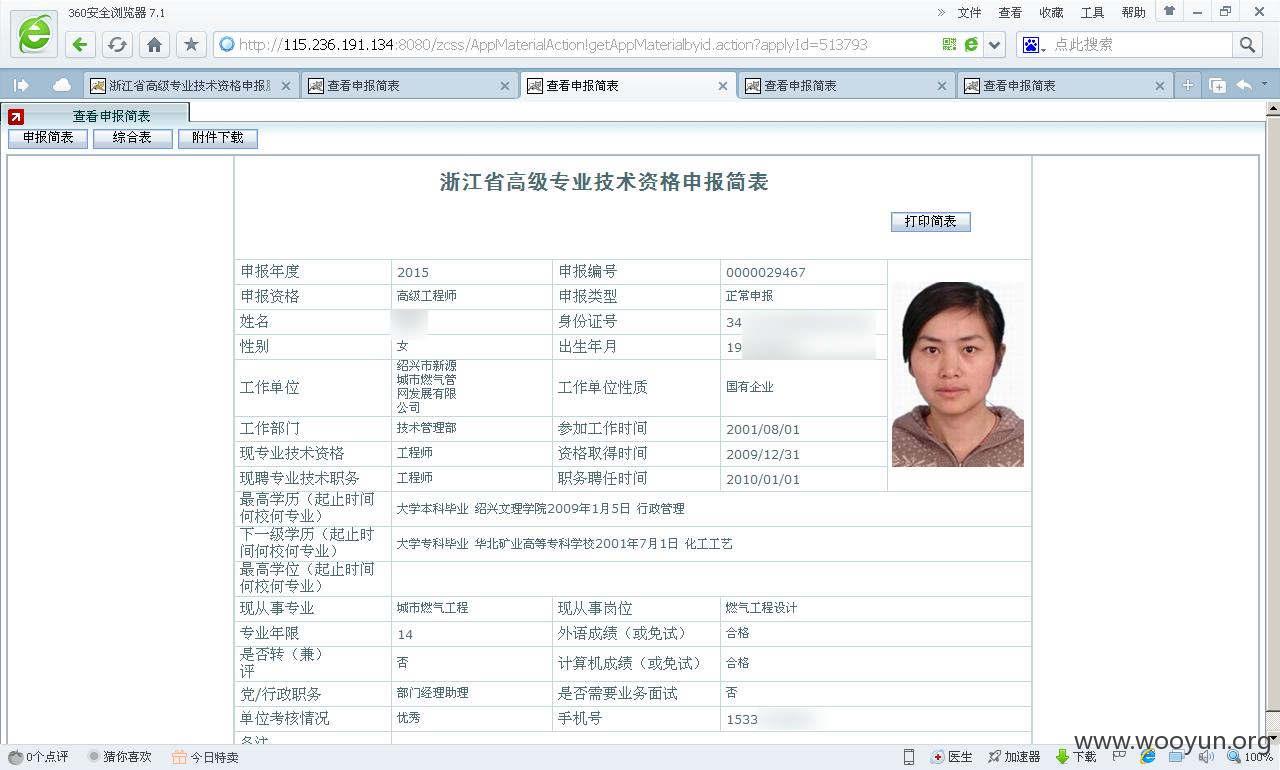 360安全浏览器 7.1
» 文件 查看 收藏 工具 帮助
http://115.236.191.134:8080/zcss/AppMaterialAction!getAppMaterialbyid.action?applyId=513793
点此搜索
浙江省高级专业技术资格申报
查看申报简表
查看申报简表
查看申报简表
查看申报简表
查看申报简表
申报简表 综合表 附件下载
浙江省高级专业技术资格申报简表
打印简表
申报年度 2015 申报编号 0000029467
申报资格 高级工程师 申报类型 正常申报
姓名 身份证号 34
性别 女 出生年月 19
工作单位
绍兴市新源
城市燃气管
网发展有限
公司
工作单位性质 国有企业
工作部门 技术管理部 参加工作时间 2001/08/01
现专业技术资格 工程师 资格取得时间 2009/12/31
现聘专业技术职务 工程师 职务聘任时间 2010/01/01
最高学历（起止时间
何校何专业）
大学本科毕业 绍兴文理学院2009年1月5日 行政管理
下一级学历（起止时
间何校何专业）
大学专科毕业 华北矿业高等专科学校2001年7月1日 化工工艺
最高学位（起止时间
何校何专业）
现从事专业 城市燃气工程 现从事岗位 燃气工程设计
专业年限 14 外语成绩（或免试） 合格
是否转（兼）
评
否 计算机成绩（或免试） 合格
党/行政职务 部门经理助理 是否需要业务面试 否
单位考核情况 优秀 手机号 1533
备注
www.wooyun.org
0个点评 猜你喜欢 今日特卖 医生 加速器 下载 100%